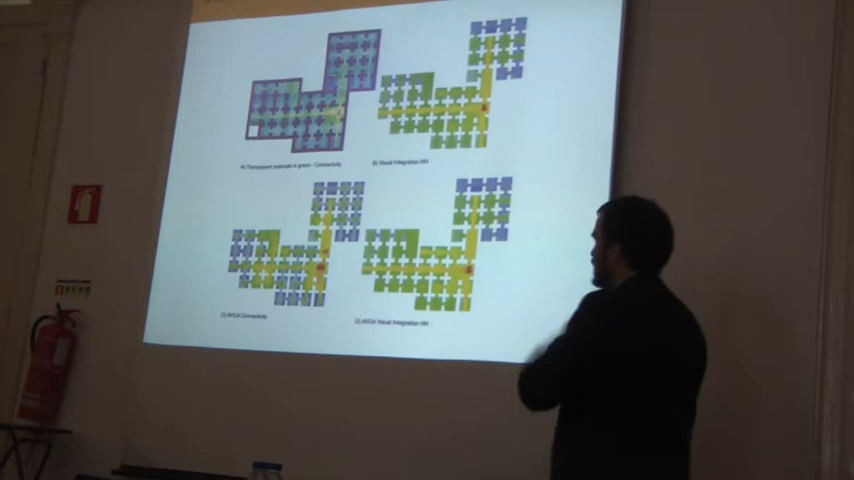 A) Transparent materials in green - Connectivity
B) Visual Integration HH
C) AVGA Connectivity
D) AVGA Visual Integration HH